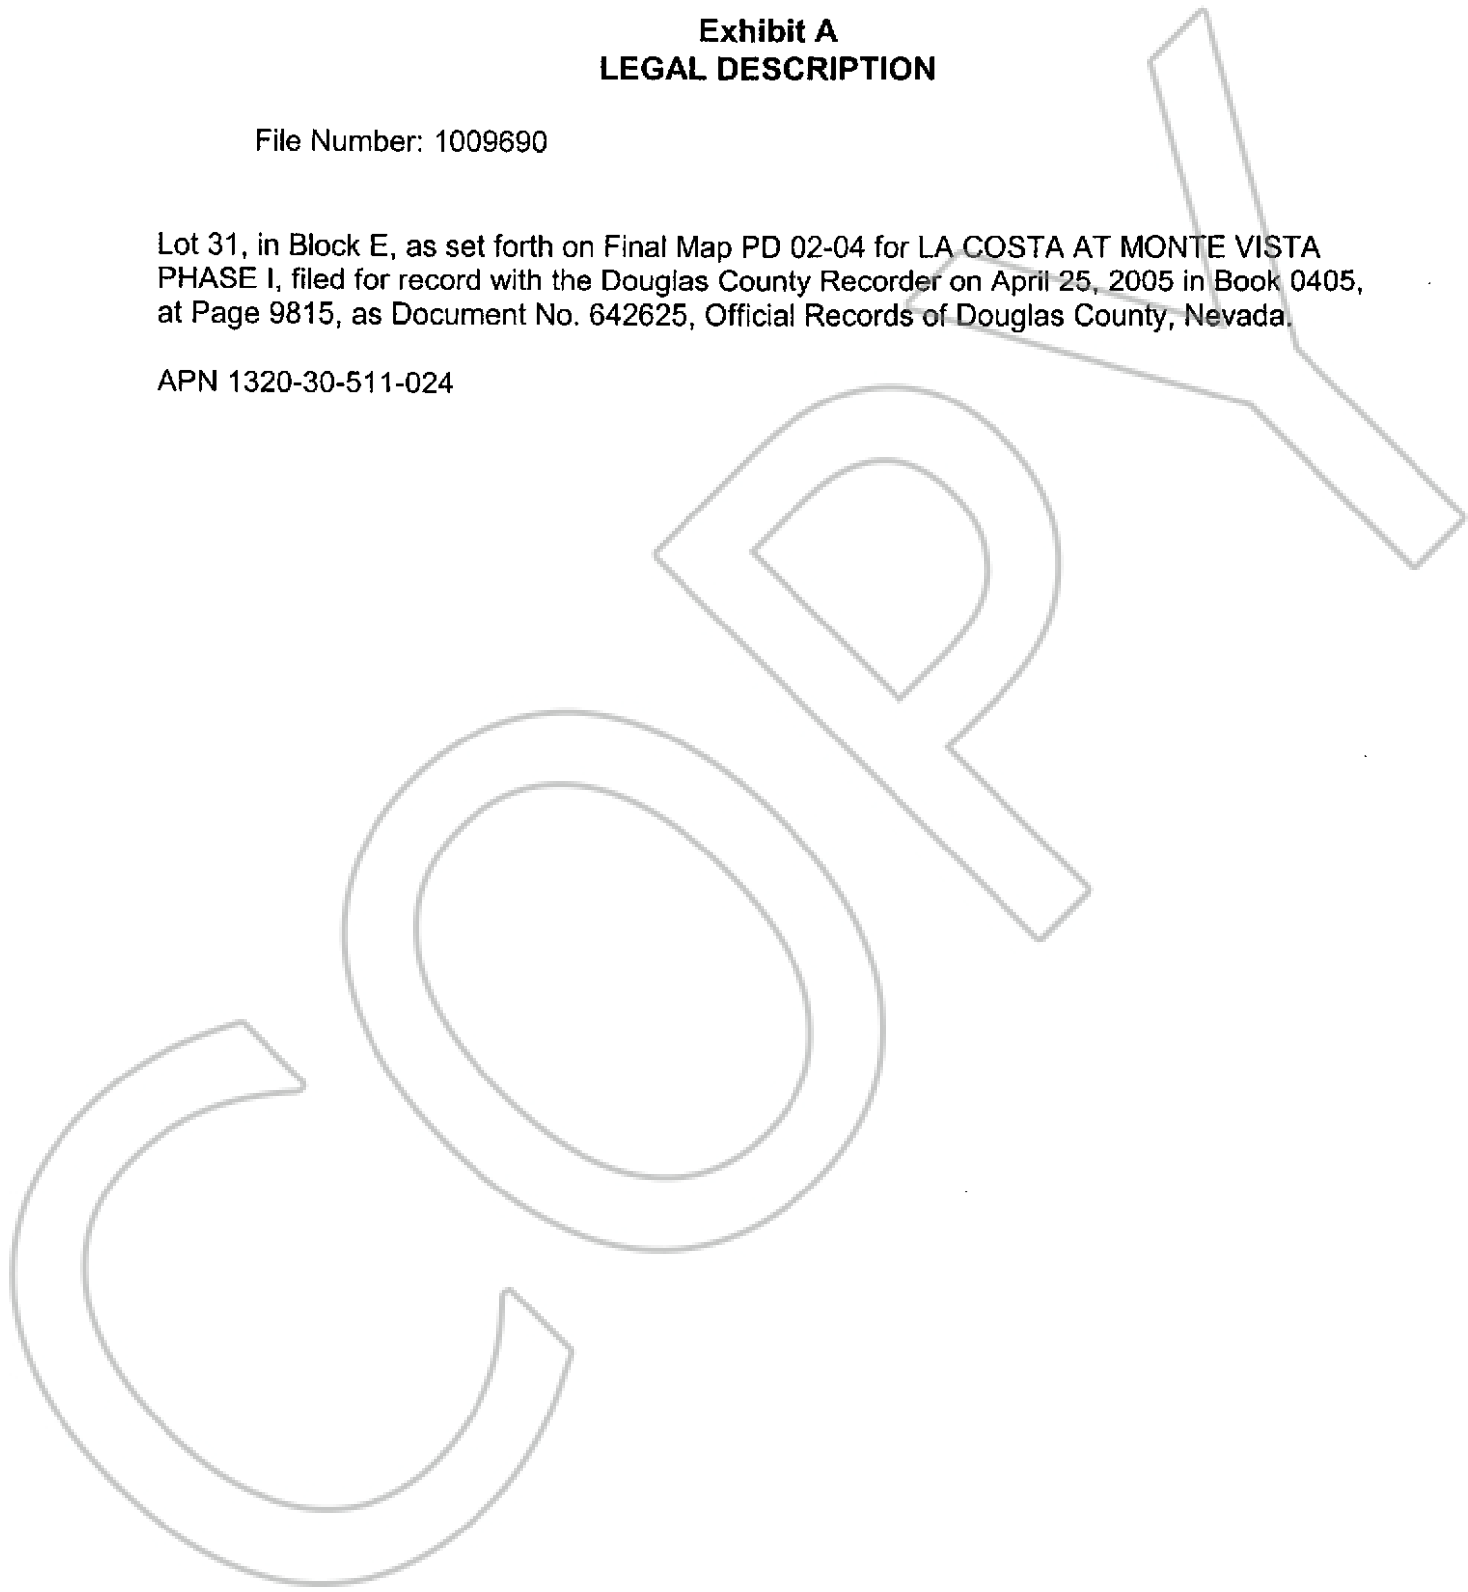 Exhibit A
LEGAL DESCRIPTION
File Number: 1009690
Lot 31, in Block E, as set forth on Final Map PD 02-04 for LA COSTA AT MONTE VISTA
PHASE I, filed for record with the Douglas County Recorder on April 25, 2005 in Book 0405,
at Page 9815, as Document No. 642625, Official Records of Douglas County, Nevada.
APN 1320-30-511-024
COPY